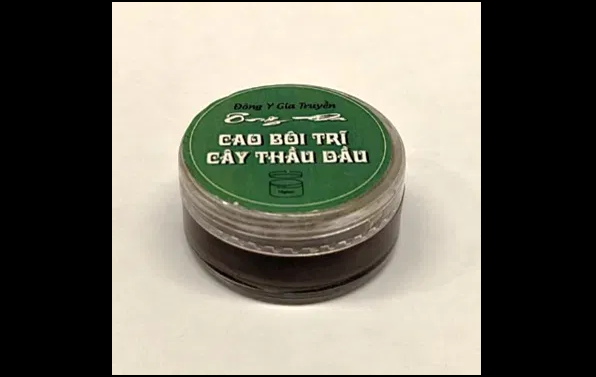 Đông Y Gia Truyền
CAO BÔI TRĨ
CÂY THẦU DẦU